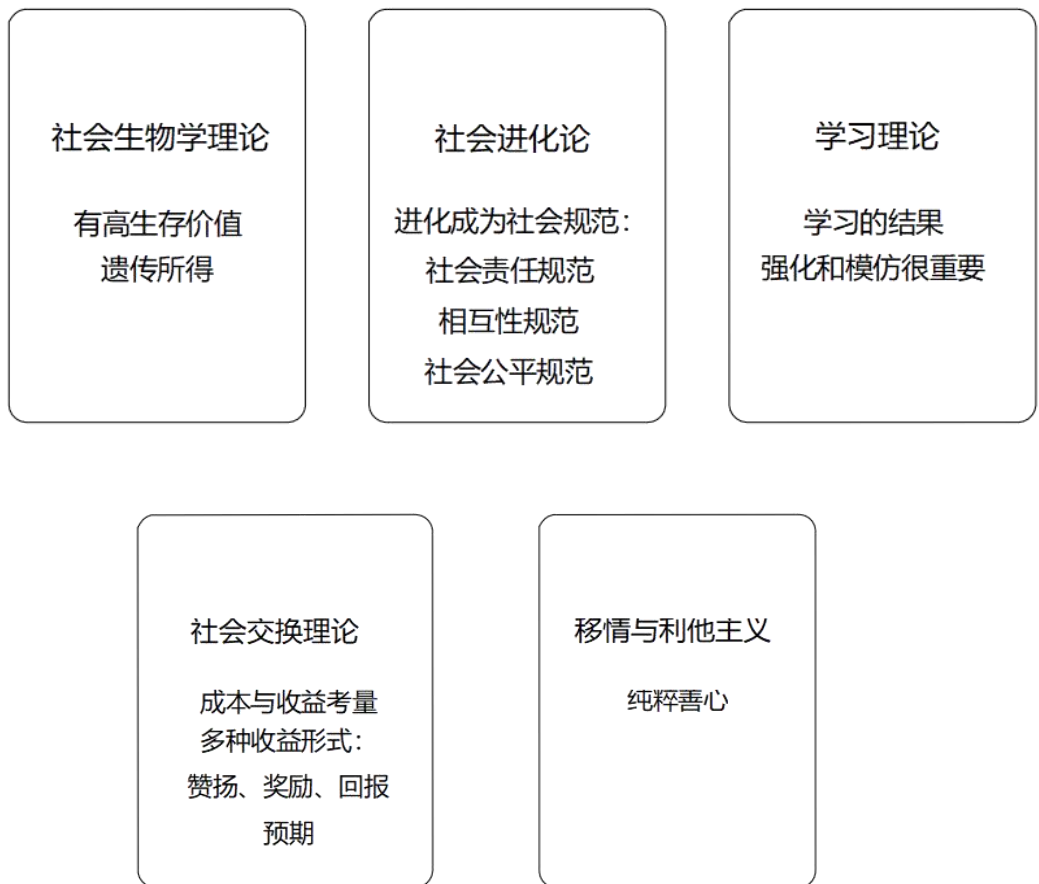 社会生物学理论
有高生存价值
遗传所得
社会进化论
进化成为社会规范：
社会责任规范
相互性规范
社会公平规范
学习理论
学习的结果
强化和模仿很重要
社会交换理论
成本与收益考量
多种收益形式：
赞扬、奖励、回报
预期
移情与利他主义
纯粹善心